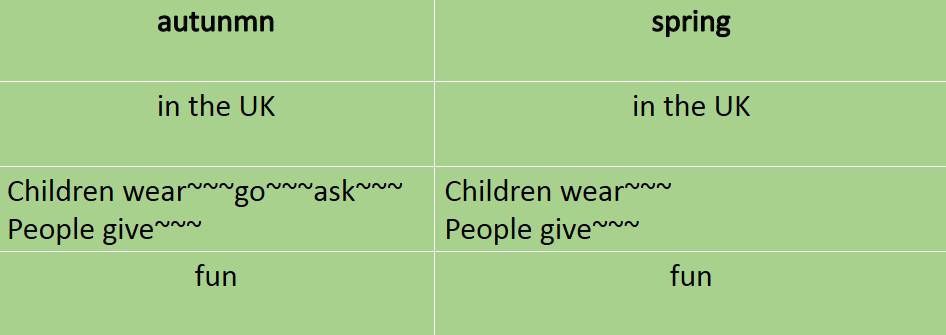 autunmn
spring
in the UK
in the UK
Children wear~~~go~~~ask~~~
People give~~~
Children wear~~~
People give~~~
fun
fun